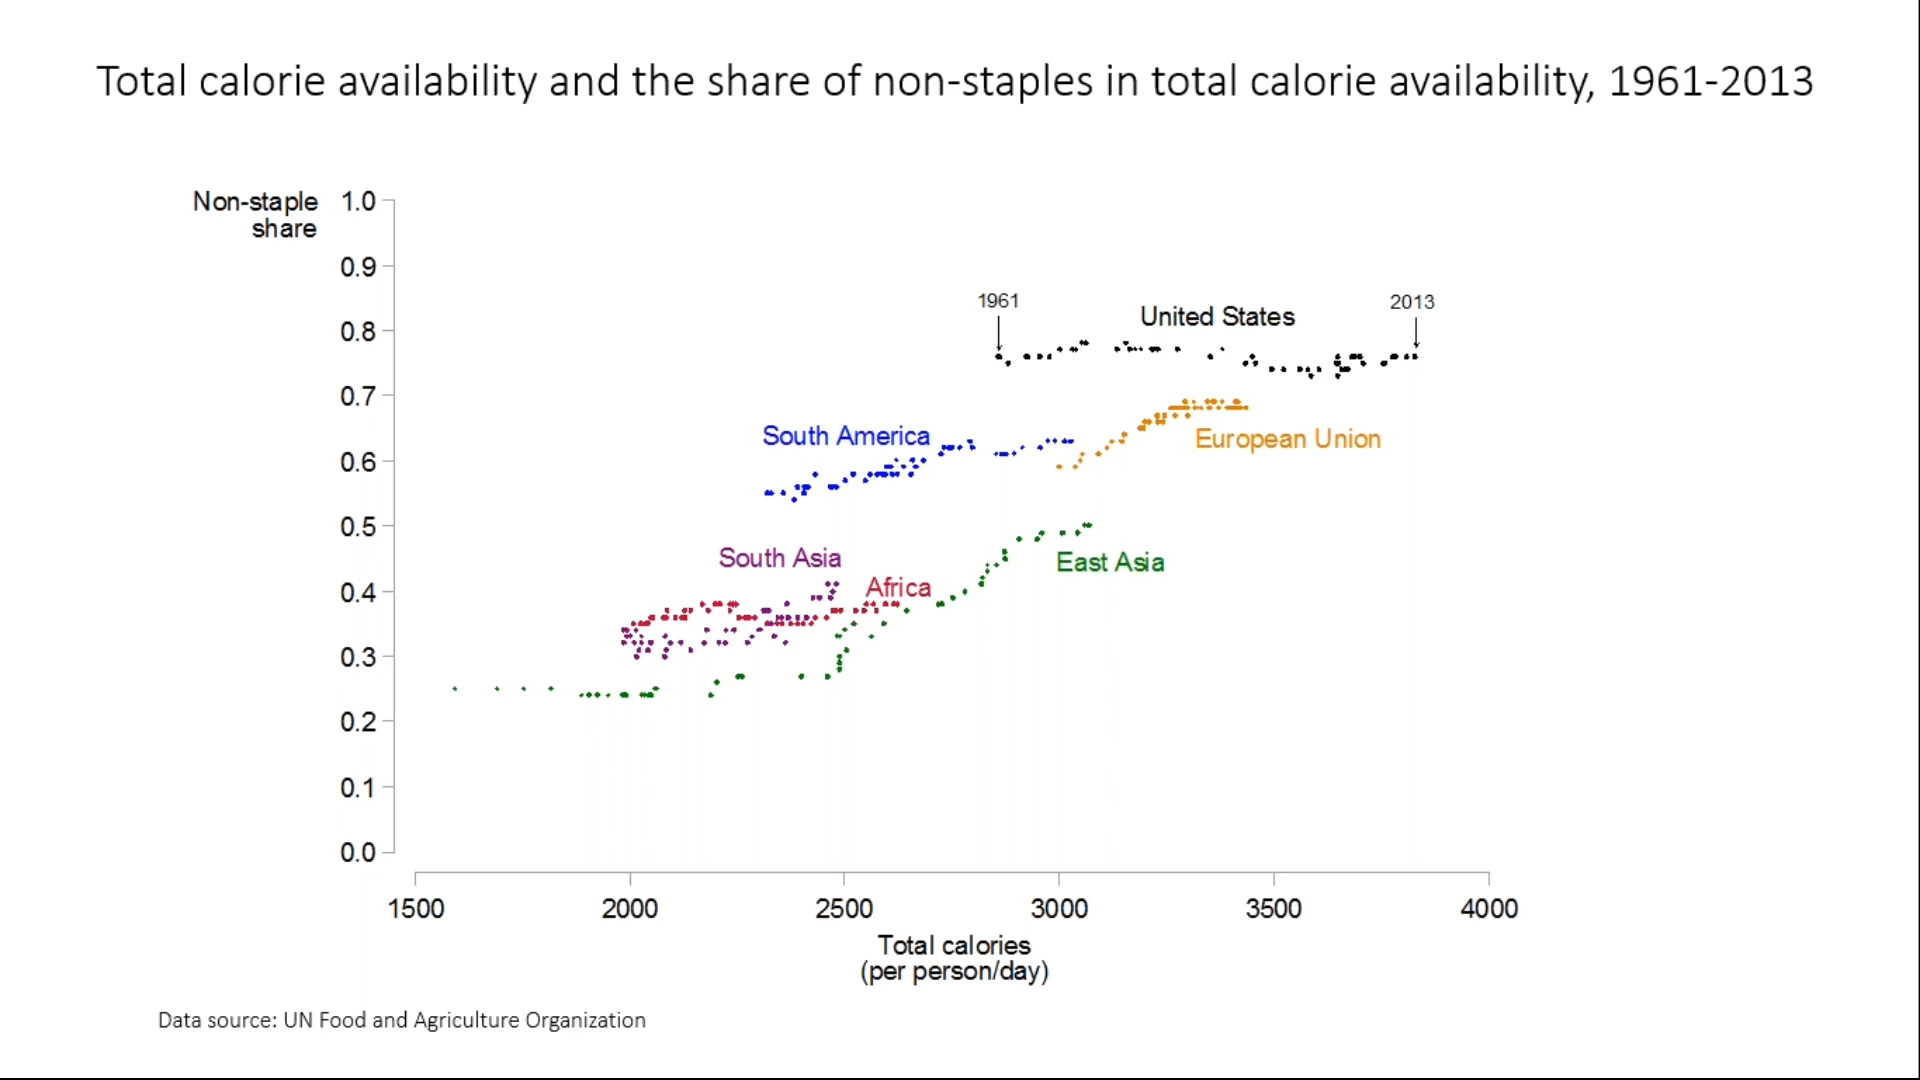 Total calorie availability and the share of non-staples in total calorie availability, 1961-2013
Non-staple
share
1.0
0.9
0.8
0.7
0.6
0.5
0.4
0.3
0.2
0.1
0.0
1961
United States
2013
South America
European Union
South Asia
Africa
East Asia
1500 2000 2500 3000 3500 4000
Total calories
(per person/day)
Data source: UN Food and Agriculture Organization